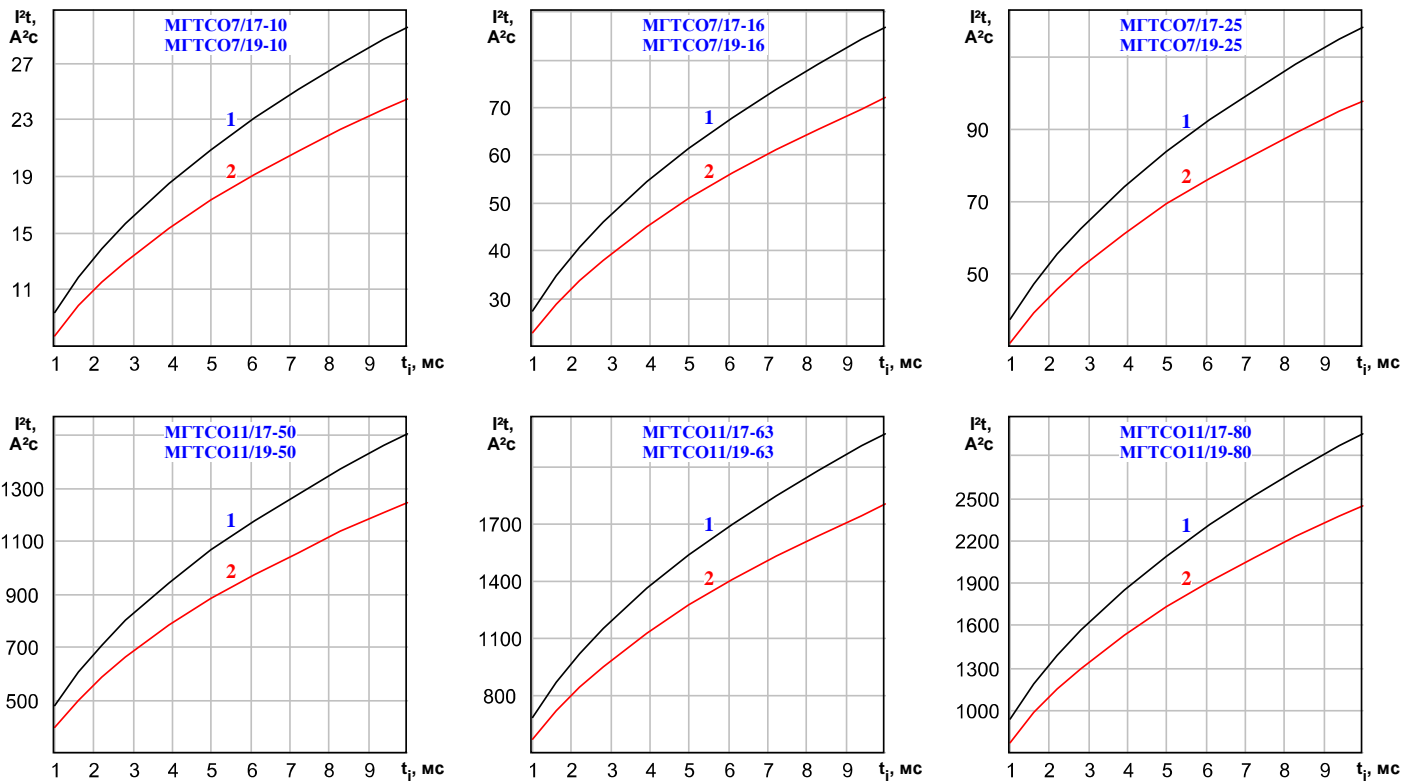 I²t,
A²c
МГТСО7/17-10
МГТСО7/19-10
27
23
19
15
11
1
2
1 2 3 4 5 6 7 8 9 tᵢ, мс
I²t,
A²c
МГТСО7/17-16
МГТСО7/19-16
70
60
50
40
30
1
2
1 2 3 4 5 6 7 8 9 tᵢ, мс
I²t,
A²c
МГТСО7/17-25
МГТСО7/19-25
90
70
50
1
2
1 2 3 4 5 6 7 8 9 tᵢ, мс
I²t,
A²c
МГТСО11/17-50
МГТСО11/19-50
1300
1100
900
700
500
1
2
1 2 3 4 5 6 7 8 9 tᵢ, мс
I²t,
A²c
МГТСО11/17-63
МГТСО11/19-63
1700
1400
1100
800
1
2
1 2 3 4 5 6 7 8 9 tᵢ, мс
I²t,
A²c
МГТСО11/17-80
МГТСО11/19-80
2500
2200
1900
1600
1300
1000
1
2
1 2 3 4 5 6 7 8 9 tᵢ, мс